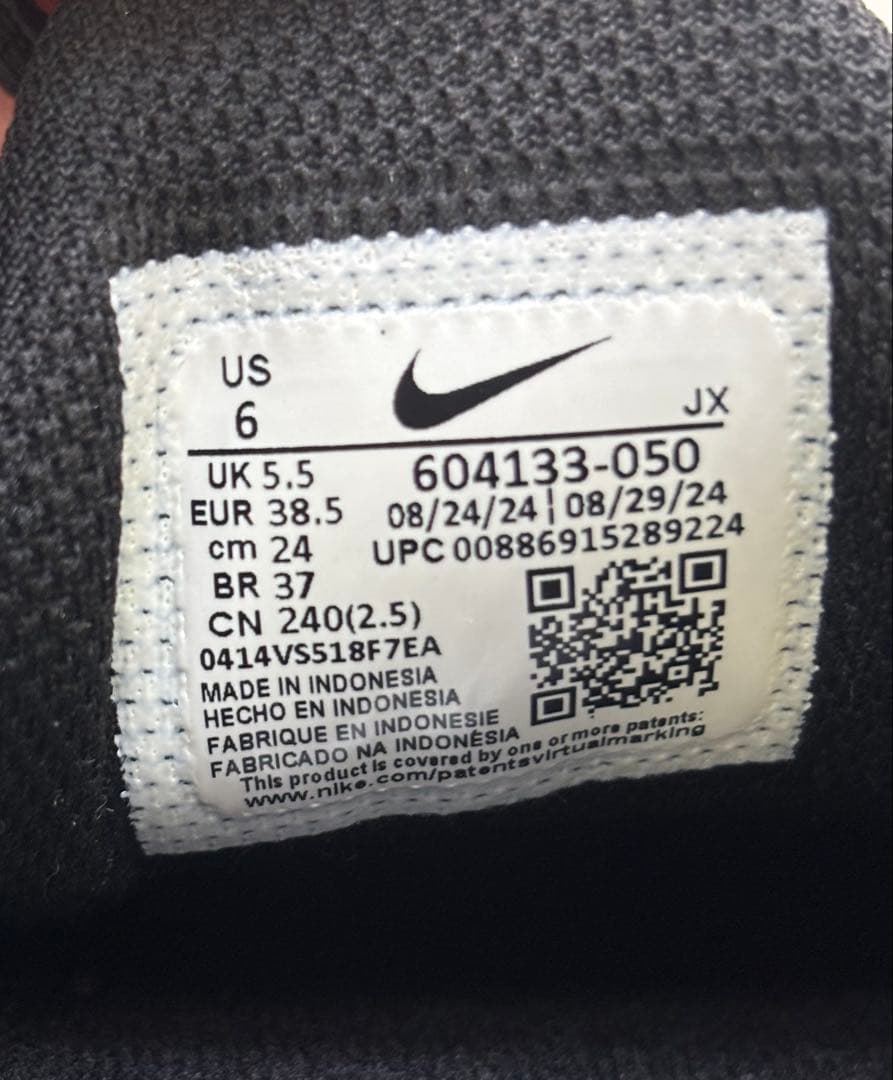 US
6
JX
UK 5.5
EUR 38.5
cm 24
BR 37
CN 240(2.5)
604133-050
08/24/24 | 08/29/24
UPC 00886915289224
0414VS518F7EA
MADE IN INDONESIA
HECHO EN INDONESIA
FABRIQUE EN INDONESIE
FABRICADO NA INDONÉSIA
This product is covered by one or more patents:
www.nike.com/patentsvirtualmarking